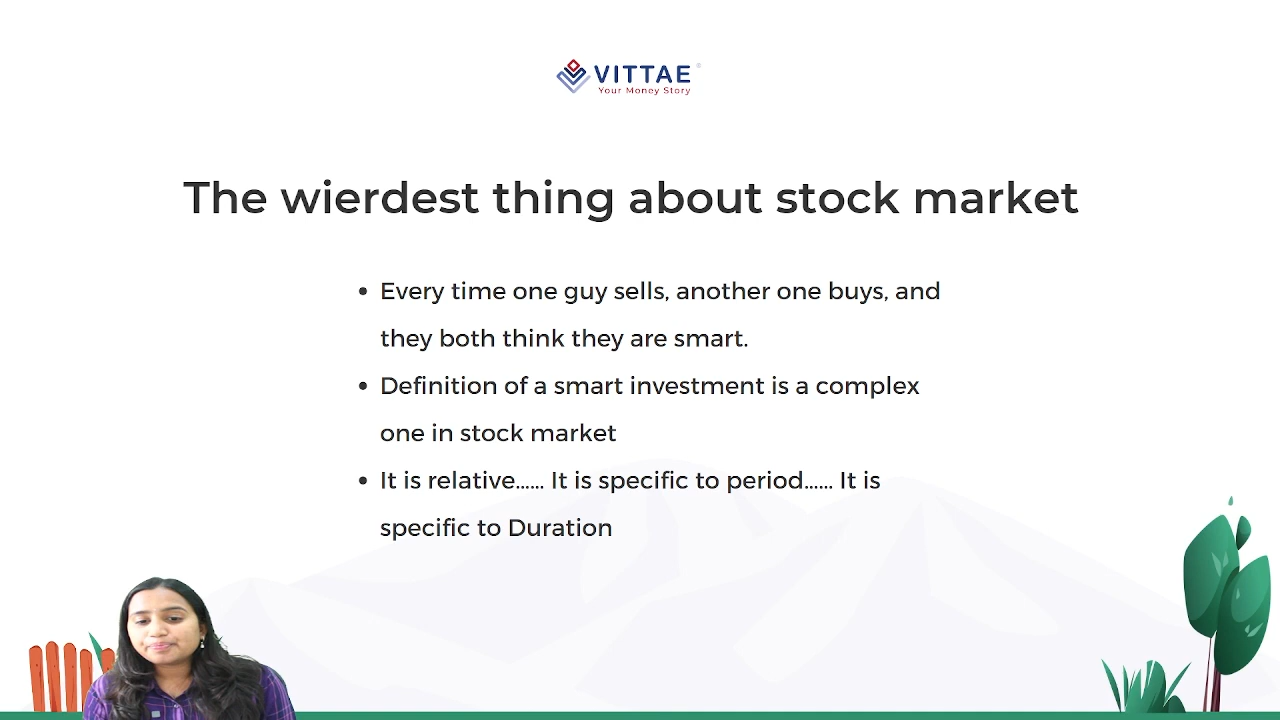 VITTAE®
Your Money Story
The wierdest thing about stock market
• Every time one guy sells, another one buys, and
they both think they are smart.
• Definition of a smart investment is a complex
one in stock market
• It is relative...... It is specific to period...... It is
specific to Duration